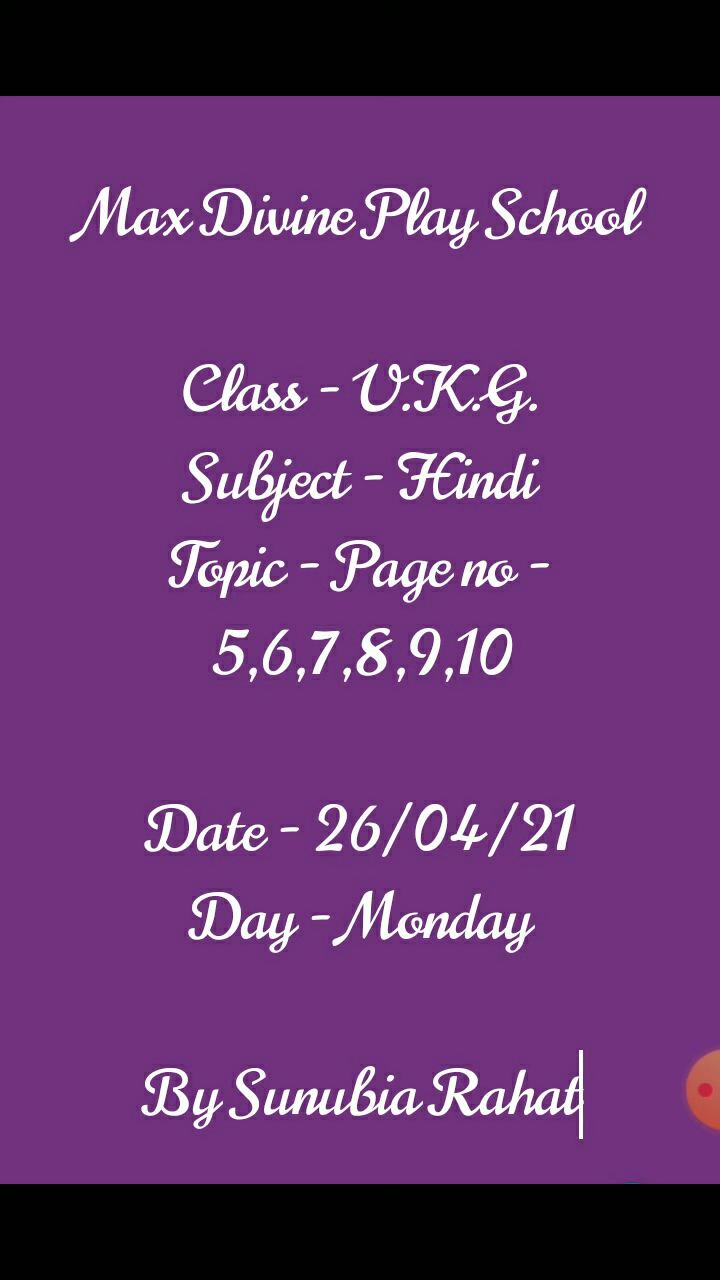 Max Divine Play School
Class - U.K.G.
Subject - Hindi
Topic - Page no -
5,6,7,8,9,10
Date - 26/04/21
Day - Monday
By Sunubia Rahat